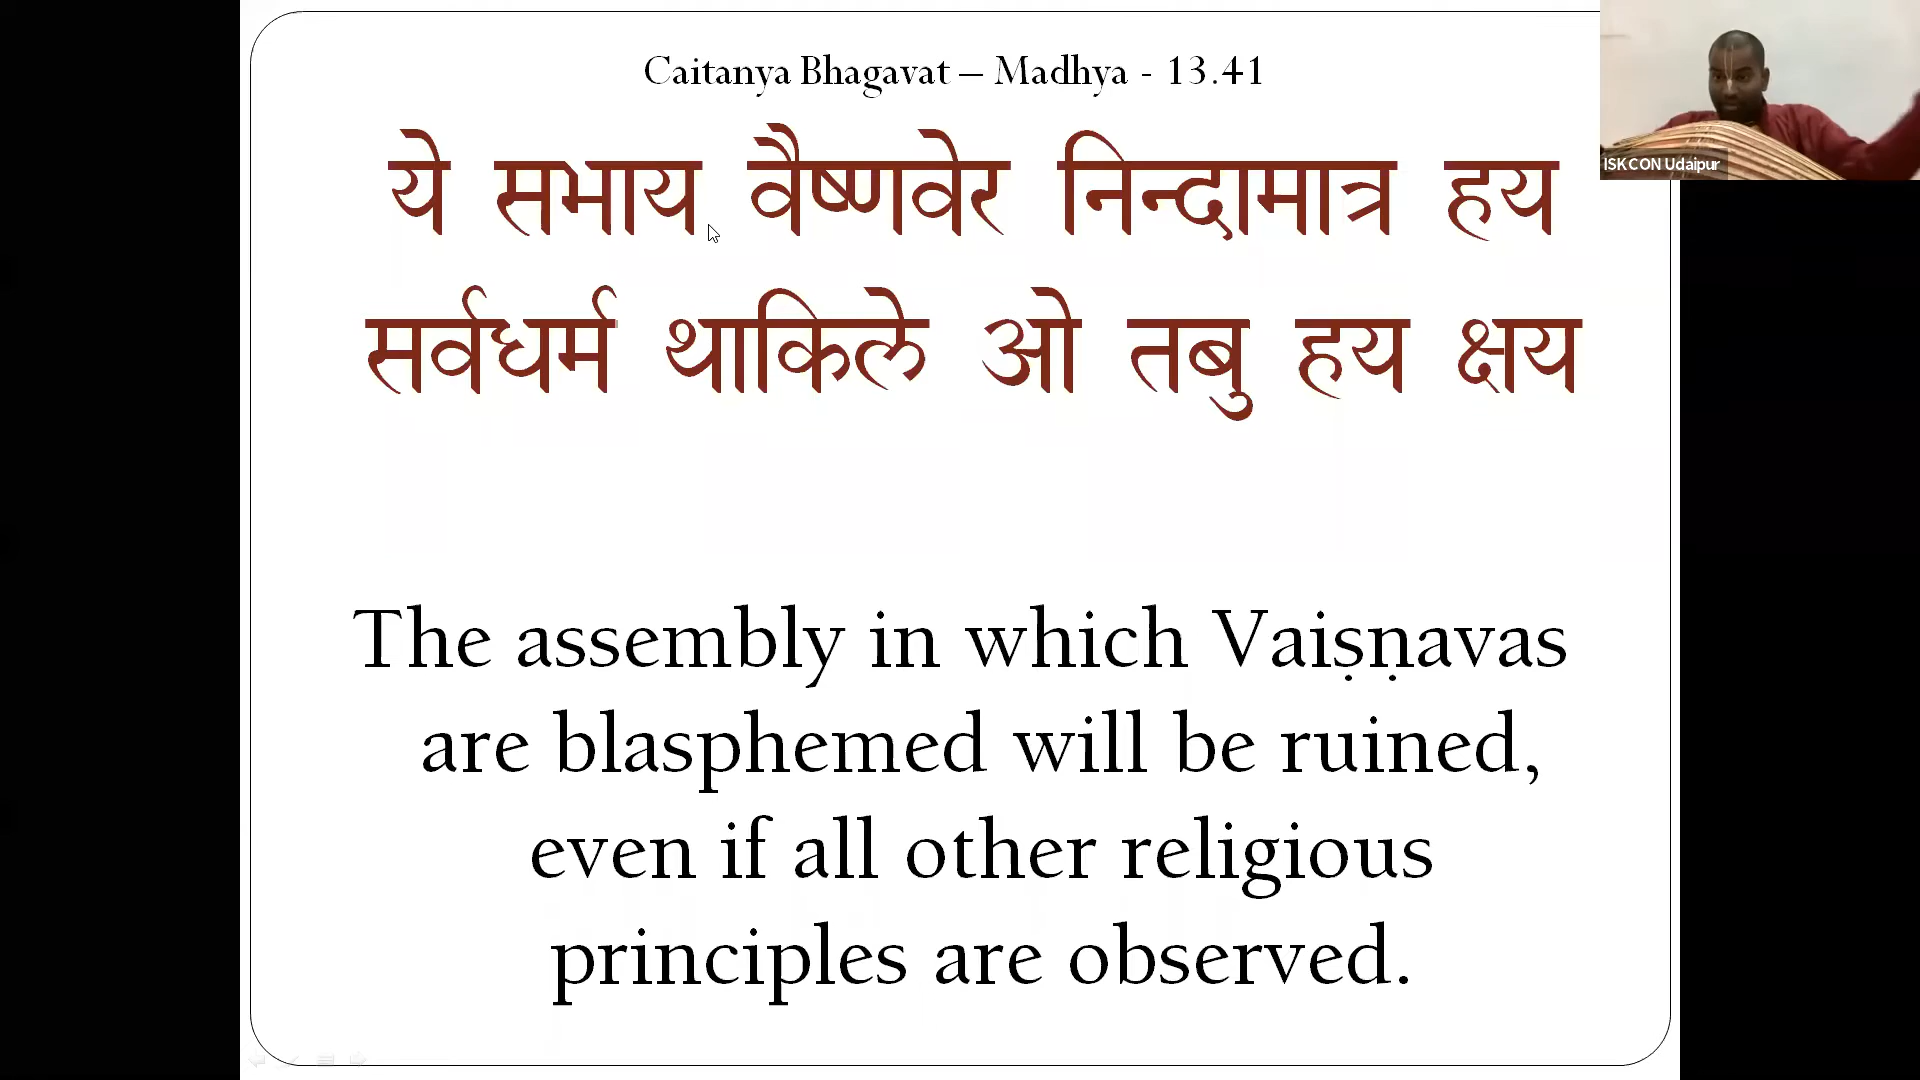 Caitanya Bhagavat – Madhya - 13.41
ये सभाय वैष्णवेर निन्दामात्र हय
सर्वधर्म थाकिले ओ तबु हय क्षय
The assembly in which Vaiṣṇavas
are blasphemed will be ruined,
even if all other religious
principles are observed.
ISKCON Udaipur